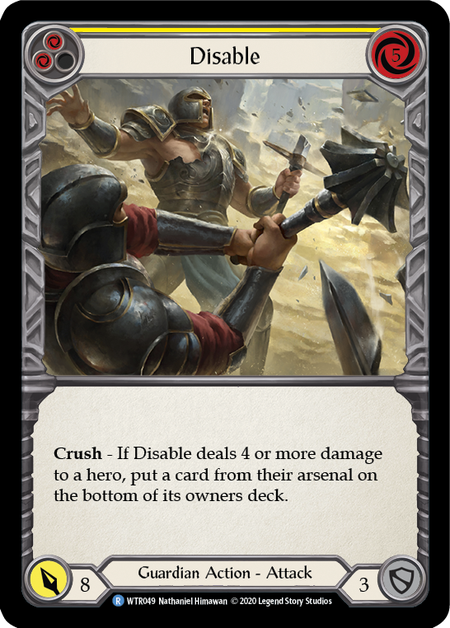 Disable
5
Crush - If Disable deals 4 or more damage
to a hero, put a card from their arsenal on
the bottom of its owners deck.
8
Guardian Action - Attack
3
R WTR049 Nathaniel Himawan © 2020 Legend Story Studios